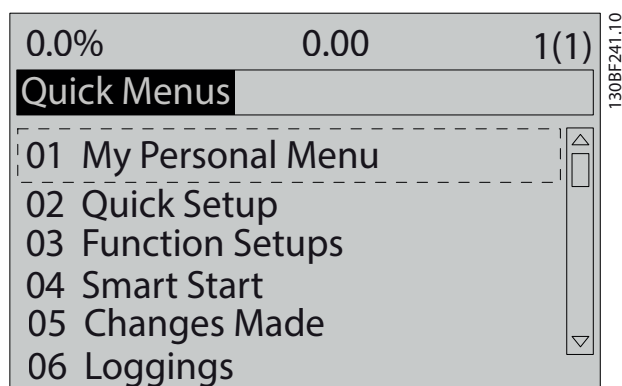 0.0% 0.00 1(1)
Quick Menus
01 My Personal Menu
02 Quick Setup
03 Function Setups
04 Smart Start
05 Changes Made
06 Loggings
130BF241.10